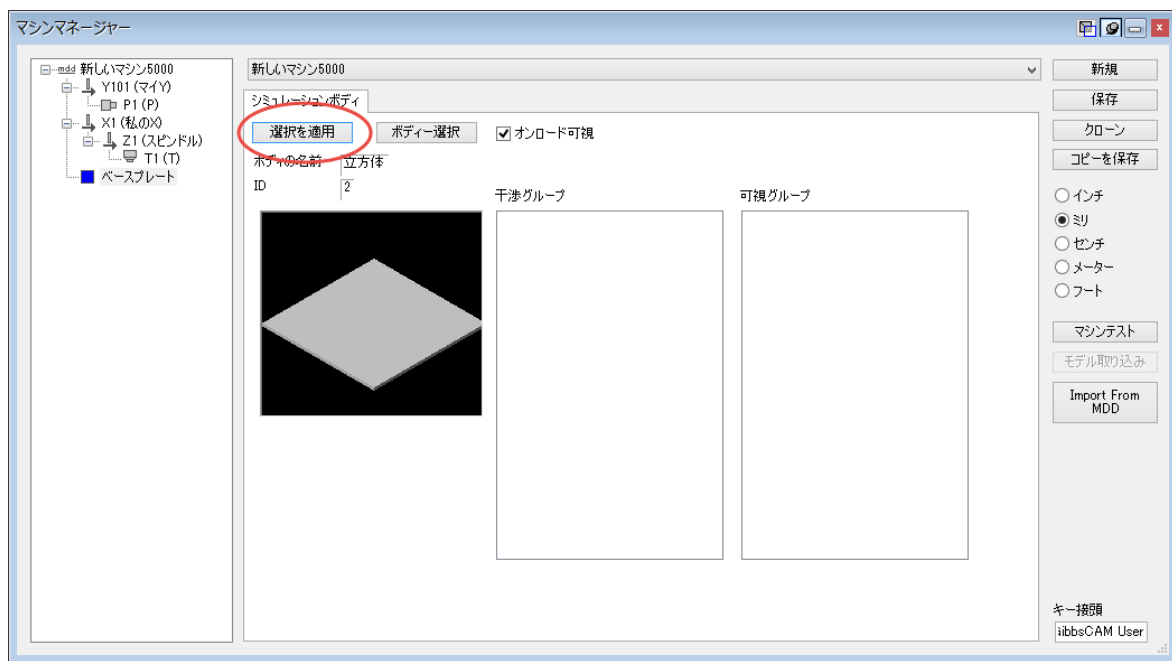 マシンマネージャー
mdd 新しいマシン5000
Y101 (マイY)
P1 (P)
X1 (私のX)
Z1 (スピンドル)
T1 (T)
ベースプレート
新しいマシン5000
シミュレーションボディ
選択を適用
ボディー選択
オンロード可視
ボディの名前 立方体
ID 2
干渉グループ
可視グループ
新規
保存
クローン
コピーを保存
インチ
ミリ
センチ
メーター
フート
マシンテスト
モデル取り込み
Import From
MDD
キー接頭
ibbsCAM User